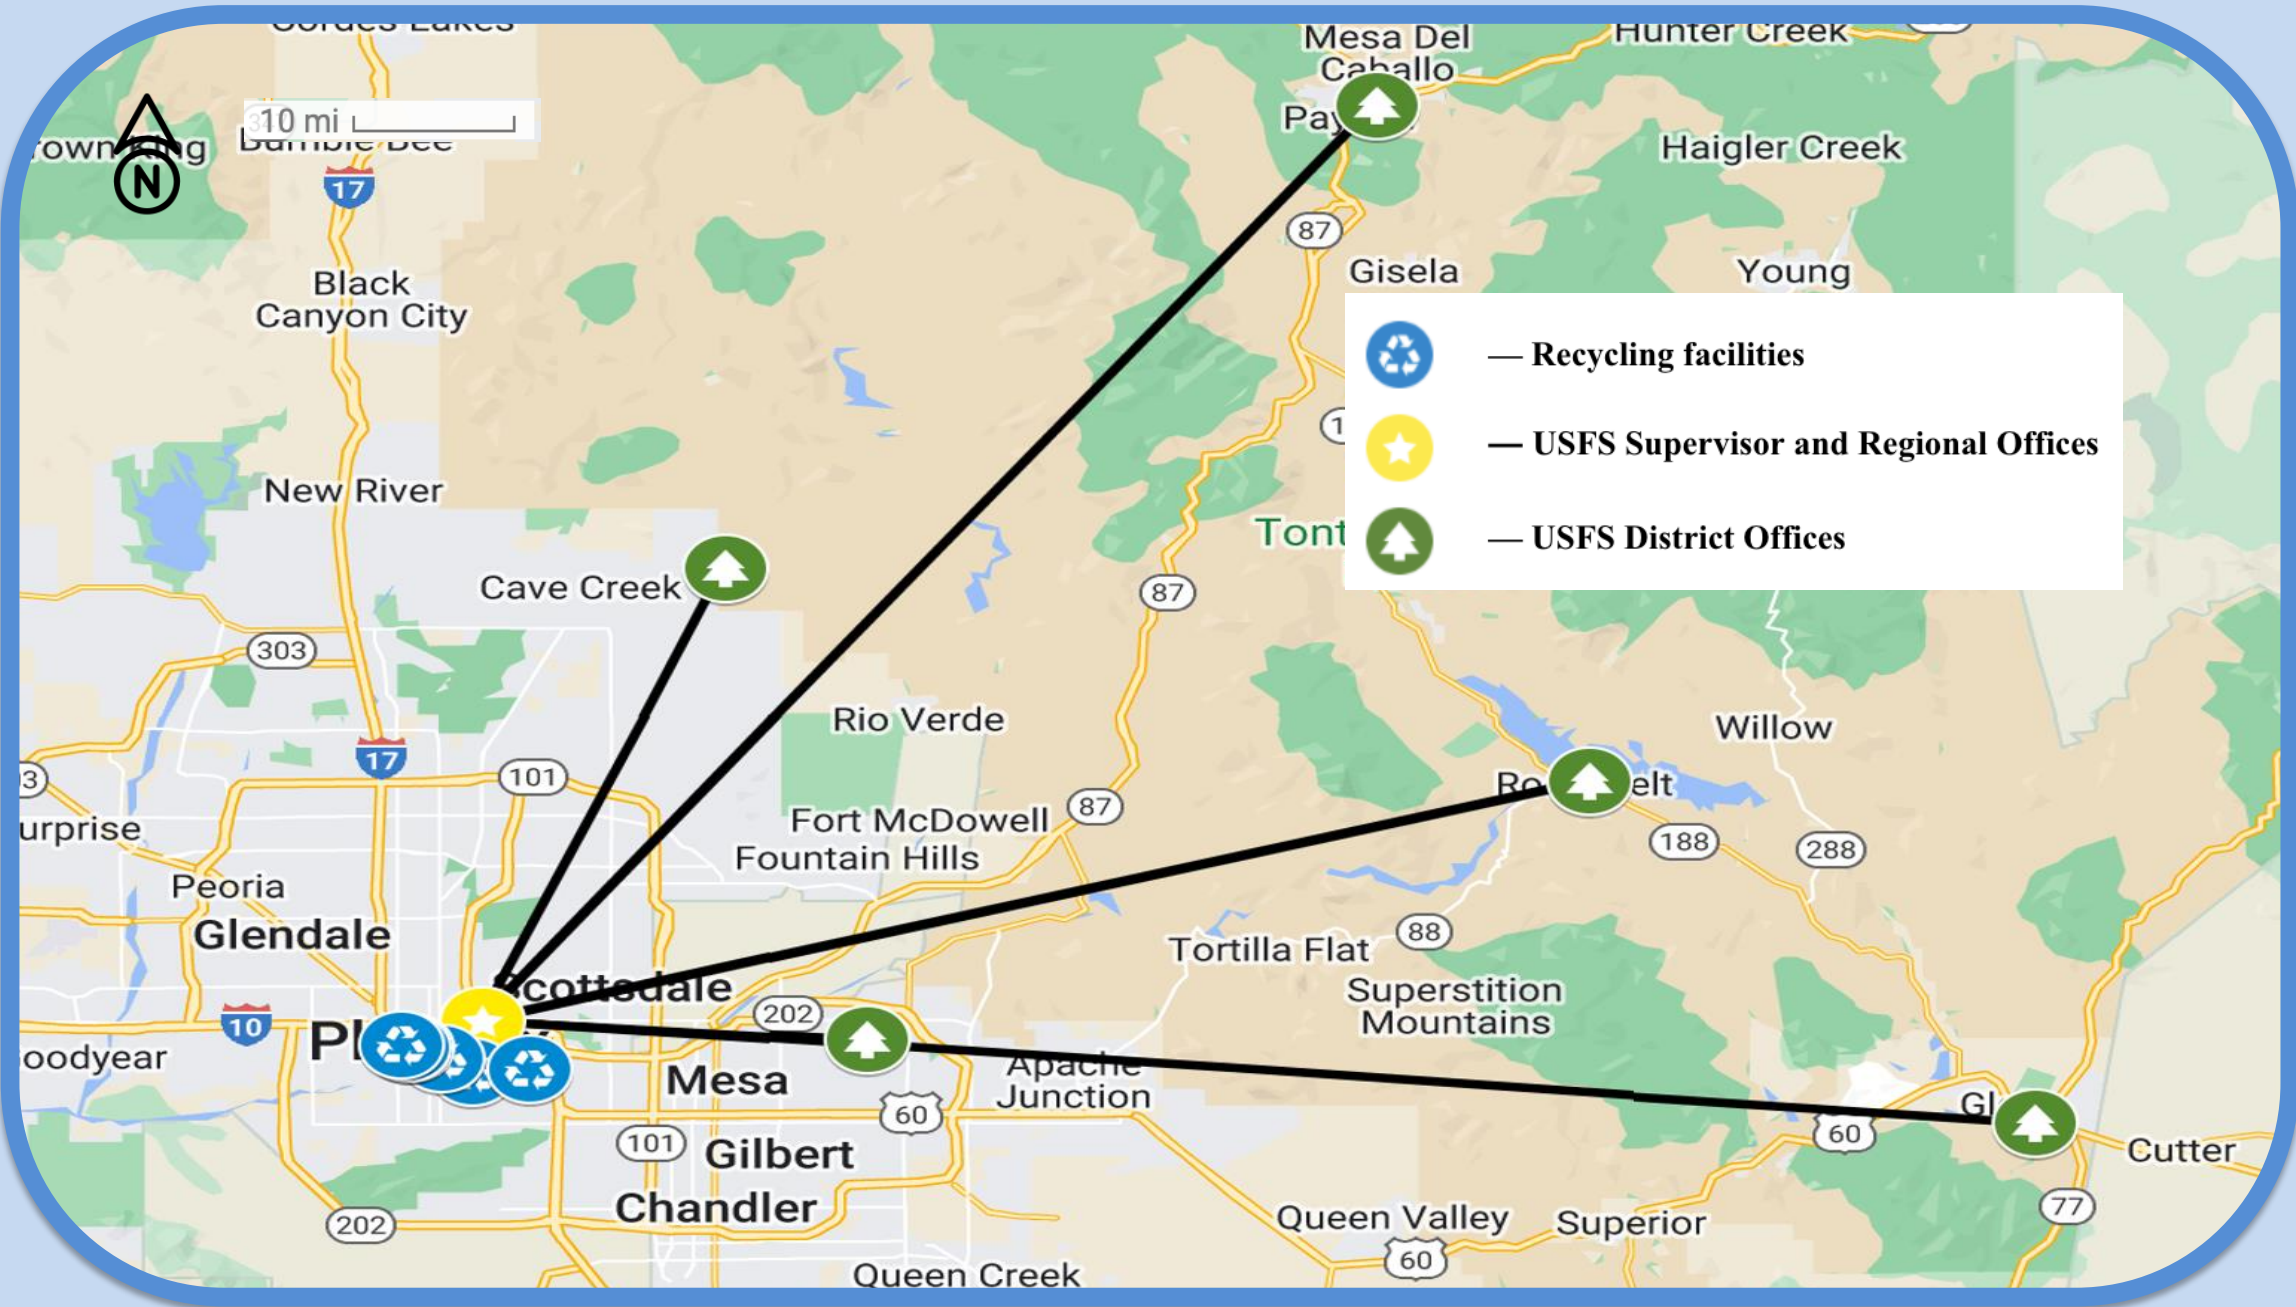 Mesa Del
Caballo
Hunter Creek
10 mi
Bumble Bee
N
17
Haigler Creek
87
Gisela
Young
Black
Canyon City
— Recycling facilities
— USFS Supervisor and Regional Offices
— USFS District Offices
New River
Cave Creek
87
303
Rio Verde
Willow
17
101
87
Fort McDowell
Fountain Hills
188
288
Peoria
Glendale
88
Tortilla Flat
Scottsdale
Superstition
Mountains
10
202
Mesa
Apache
Junction
60
60
101
Gilbert
Cutter
Chandler
202
Queen Valley
Superior
77
60
Queen Creek